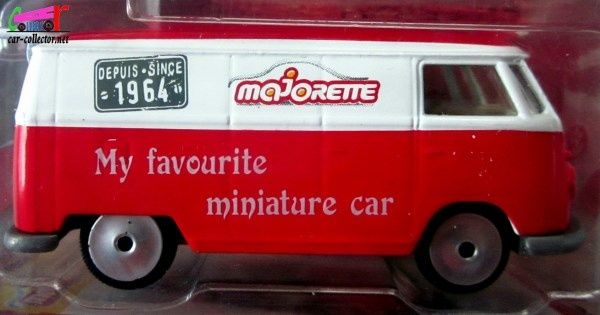 car-collector.net
DEPUIS - SINCE
1964
majorette
My favourite
miniature car